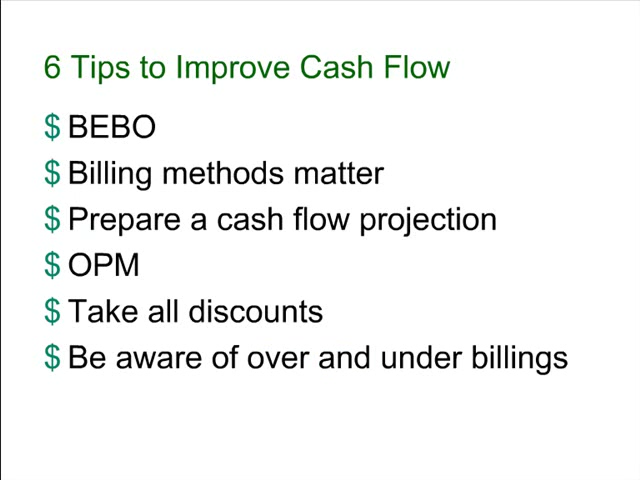 6 Tips to Improve Cash Flow
$ BEBO
$ Billing methods matter
$ Prepare a cash flow projection
$ OPM
$ Take all discounts
$ Be aware of over and under billings